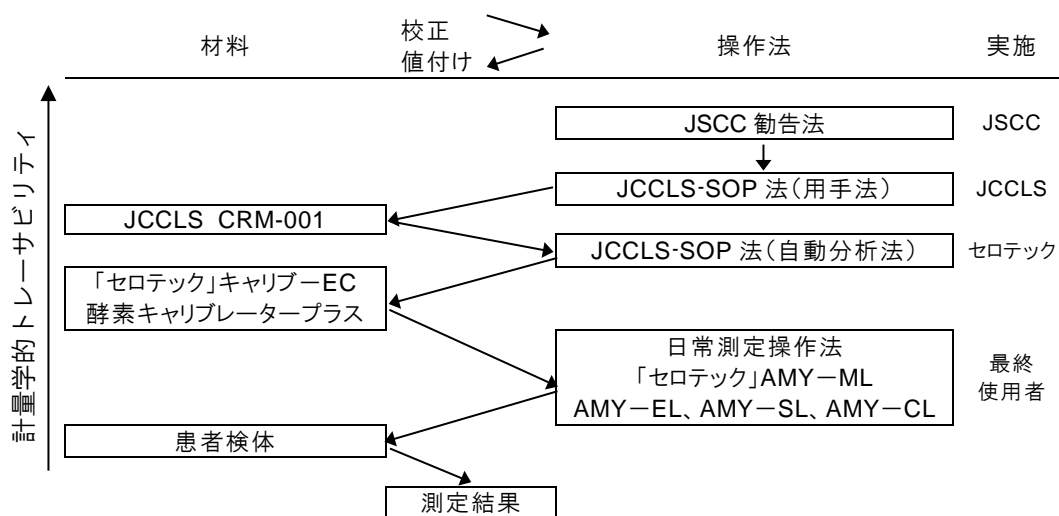 材料
校正
値付け
操作法
実施
計量学的トレーサビリティ
JSCC 勧告法
JSCC
JCCLS-SOP 法（用手法）
JCCLS
JCCLS CRM-001
JCCLS-SOP 法（自動分析法）
セロテック
「セロテック」キャリブ－EC
酵素キャリブレータープラス
日常測定操作法
「セロテック」AMY－ML
AMY－EL、AMY－SL、AMY－CL
最終
使用者
患者検体
測定結果